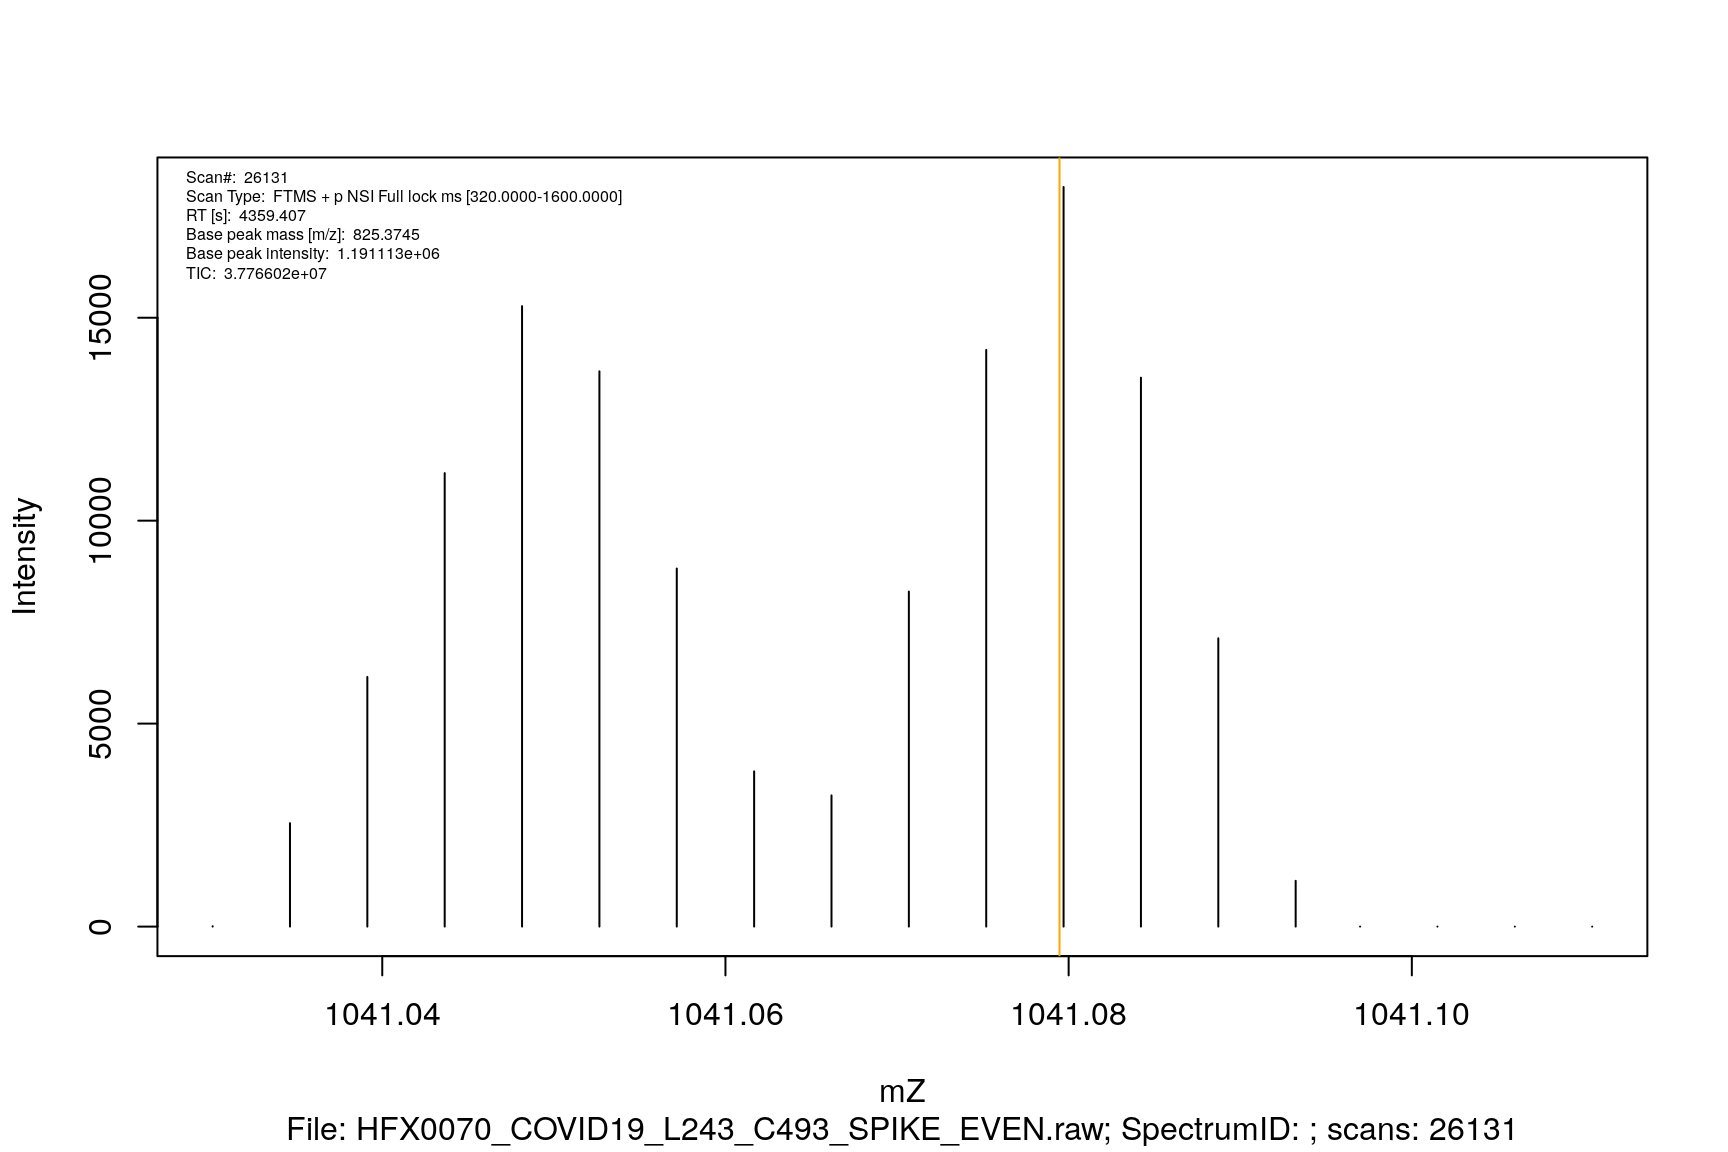 Scan#: 26131
Scan Type: FTMS + p NSI Full lock ms [320.0000-1600.0000]
RT [s]: 4359.407
Base peak mass [m/z]: 825.3745
Base peak intensity: 1.191113e+06
TIC: 3.776602e+07
15000
10000
5000
0
Intensity
1041.04 1041.06 1041.08 1041.10
mZ
File: HFX0070_COVID19_L243_C493_SPIKE_EVEN.raw; SpectrumID: ; scans: 26131